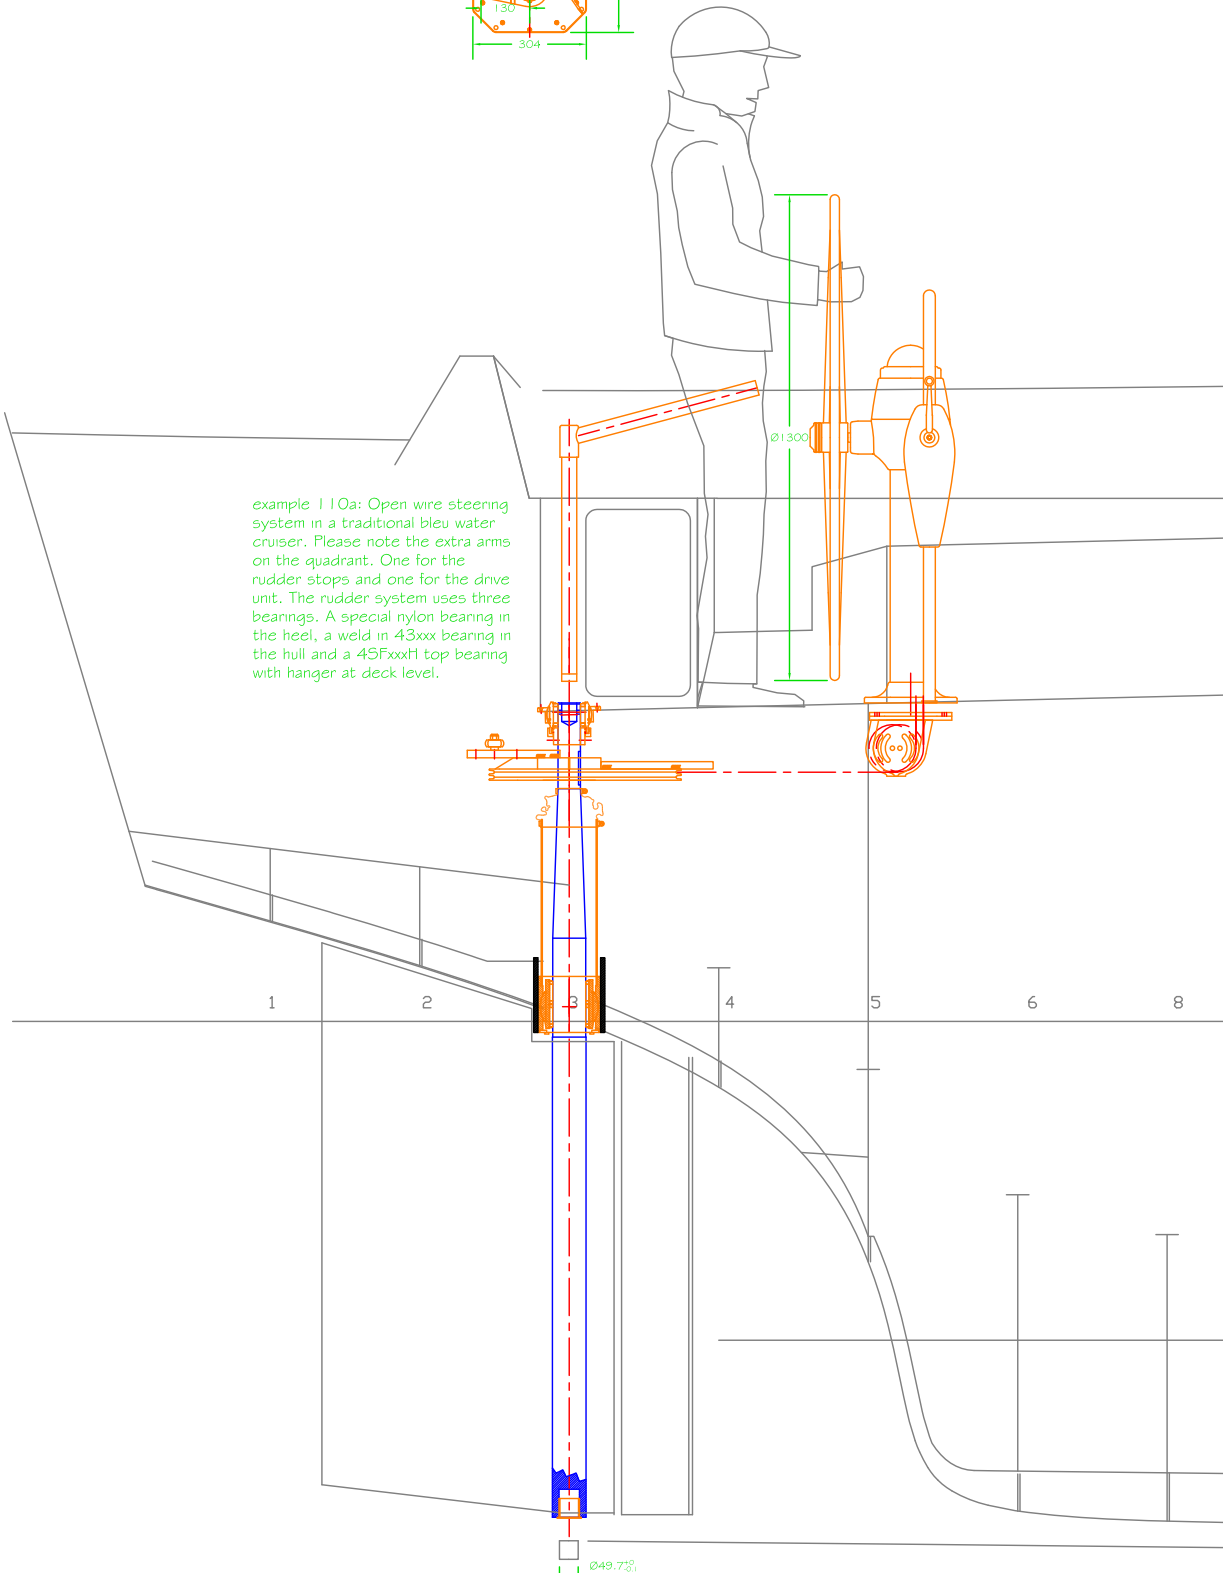 130
304
Ø1300
example 110a: Open wire steering
system in a traditional bleu water
cruiser. Please note the extra arms
on the quadrant. One for the
rudder stops and one for the drive
unit. The rudder system uses three
bearings. A special nylon bearing in
the heel, a weld in 43xxx bearing in
the hull and a 45FxxxH top bearing
with hanger at deck level.
1 2 3 4 5 6 8
Ø49.7